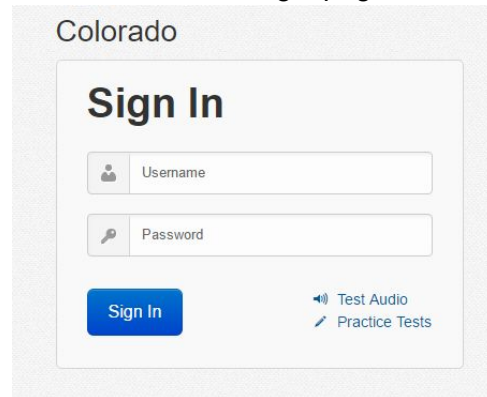 Colorado
Sign In
Username
Password
Sign In
Test Audio
Practice Tests